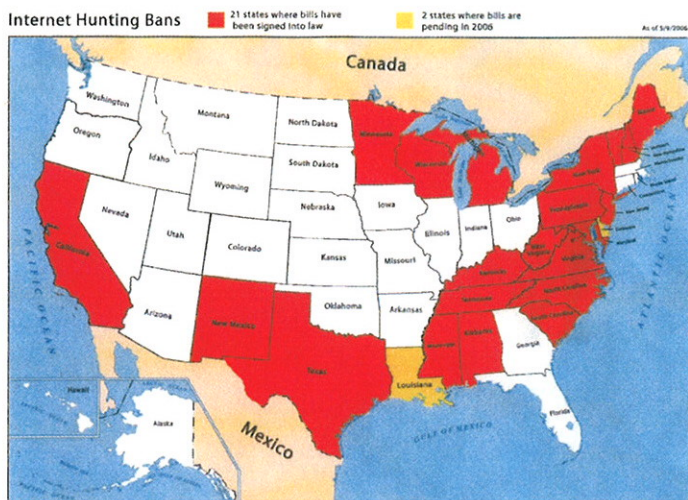 Internet Hunting Bans
21 states where bills have
been signed into law
2 states where bills are
pending in 2006
As of 5/9/2006
Canada
Washington
Montana
North Dakota
Minnesota
Maine
Oregon
Idaho
South Dakota
Wisconsin
New York
Wyoming
Nebraska
Iowa
Pennsylvania
Nevada
Utah
Colorado
Illinois
Indiana
Ohio
West
Virginia
Virginia
California
Kansas
Missouri
Kentucky
North Carolina
Tennessee
Arizona
New Mexico
Oklahoma
Arkansas
South Carolina
Mississippi
Alabama
Georgia
Texas
Louisiana
Florida
PACIFIC OCEAN
ATLANTIC OCEAN
GULF OF MEXICO
Mexico
Hawaii
Alaska
New Jersey
Delaware
Maryland